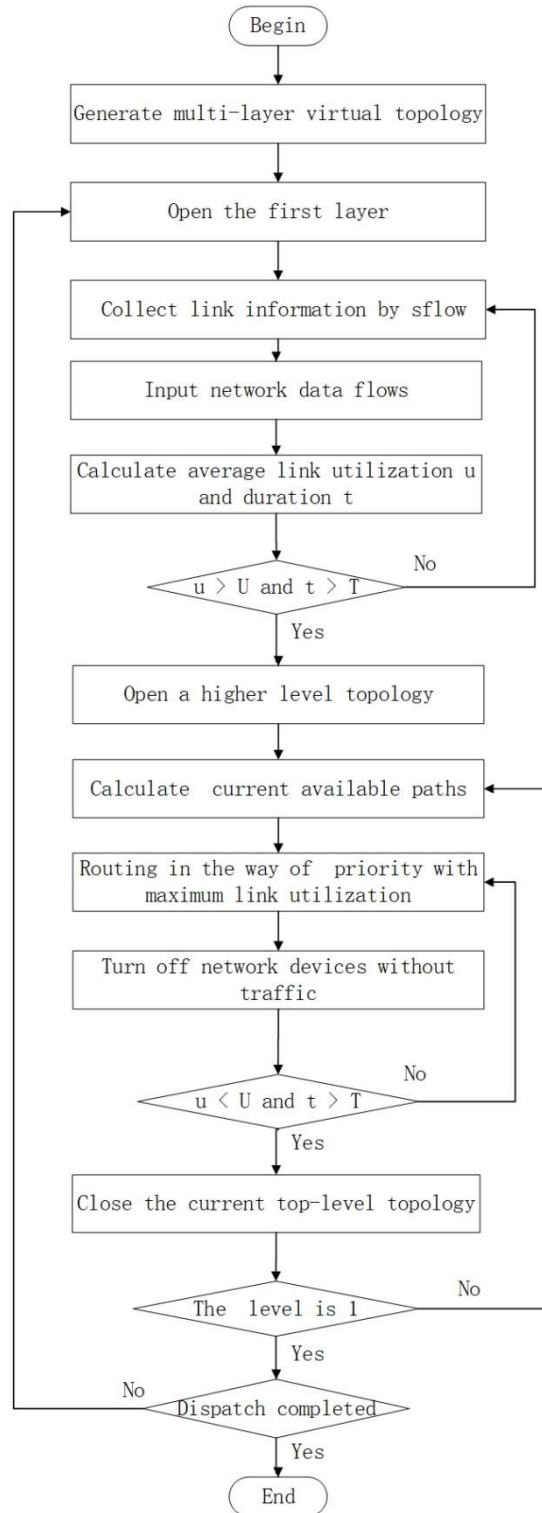 Begin
Generate multi-layer virtual topology
Open the first layer
Collect link information by sflow
Input network data flows
Calculate average link utilization u
and duration t
u > U and t > T
No
Yes
Open a higher level topology
Calculate current available paths
Routing in the way of priority with
maximum link utilization
Turn off network devices without
traffic
u < U and t > T
No
Yes
Close the current top-level topology
The level is 1
No
Yes
Dispatch completed
No
Yes
End